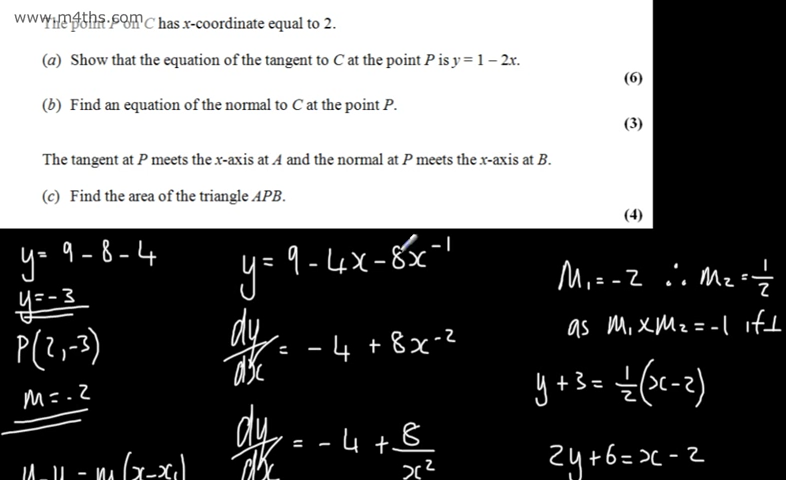 www.m4ths.com
The point P on C has x-coordinate equal to 2.
(a) Show that the equation of the tangent to C at the point P is y = 1 – 2x.
(6)
(b) Find an equation of the normal to C at the point P.
(3)
The tangent at P meets the x-axis at A and the normal at P meets the x-axis at B.
(c) Find the area of the triangle APB.
(4)
y = 9 - 8 - 4
y = -3
P(2, -3)
m = -2
y - y = m(x - x₁)
y = 9 - 4x - 8x⁻¹
dy/dx = -4 + 8x⁻²
dy/dx = -4 + 8/x²
M₁ = -2 ∴ M₂ = 1/2
as M₁ x M₂ = -1 if ⊥
y + 3 = 1/2(x - 2)
2y + 6 = x - 2